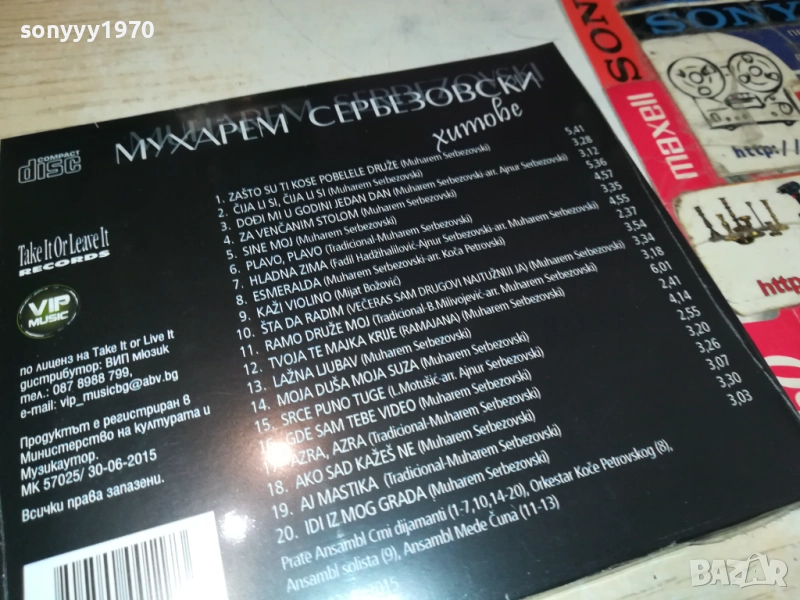 sonyyy1970
SONY
SON
maxell
http://
http
COMPACT
disc
MUHAREM SERBEZOVSKI
МУХАРЕМ СЕРБЕЗОВСКИ
хитове
Take It Or Leave It
RECORDS
VIP
MUSIC
по лиценз на Take It or Live It
дистрибутор: ВИП мюзик
тел.: 087 8988 799,
e-mail: vip_musicbg@abv.bg
Продуктът е регистриран в
Министерство на културата и
Музикаутор.
МК 57025/ 30-06-2015
Всички права запазени.
1. ZAŠTO SU TI KOSE POBELELE DRUŽE (Muharem Serbezovski) 5,41
2. ČIJA LI SI, ČIJA LI SI (Muharem Serbezovski) 3,28
3. DOĐI MI U GODINI JEDAN DAN (Muharem Serbezovski-arr. Ajnur Serbezovski) 3,12
4. ZA VENČANIM STOLOM (Muharem Serbezovski) 5,36
5. SINE MOJ (Muharem Serbezovski) 4,57
6. PLAVO, PLAVO (Tradicional-Muharem Serbezovski) 3,35
7. HLADNA ZIMA (Fadil Hadžihalilović-Ajnur Serbezovski-arr. Muharem Serbezovski) 4,55
8. ESMERALDA (Muharem Serbezovski-arr. Koča Petrovski) 2,37
9. KAŽI VIOLINO (Mijat Božović) 3,54
10. ŠTA DA RADIM (VEČERAS SAM DRUGOVI NAJTUŽNIJI JA) (Muharem Serbezovski) 3,34
11. RAMO DRUŽE MOJ (Tradicional B.Milivojević-arr. Muharem Serbezovski) 3,18
12. TVOJA TE MAJKA KRIJE (RAMAJANA) (Muharem Serbezovski) 6,01
13. LAŽNA LJUBAV (Muharem Serbezovski) 2,41
14. MOJA DUŠA MOJA SUZA (Muharem Serbezovski) 4,14
15. SRCE PUNO TUGE (L.Motušić-arr. Ajnur Serbezovski) 2,55
16. GDE SAM TEBE VIDEO (Muharem Serbezovski) 3,20
17. AZRA, AZRA (Tradicional-Muharem Serbezovski) 3,26
18. AKO SAD KAŽEŠ NE (Muharem Serbezovski) 3,07
19. AJ MASTIKA (Tradicional-Muharem Serbezovski) 3,30
20. IDI IZ MOG GRADA (Muharem Serbezovski) 3,03
Prate Ansambl Crni dijamanti (1-7,10,14-20), Orkestar Koče Petrovskog (8),
Ansambl solista (9), Ansambl Mede Čuna (11-13)
2015
BAZAR